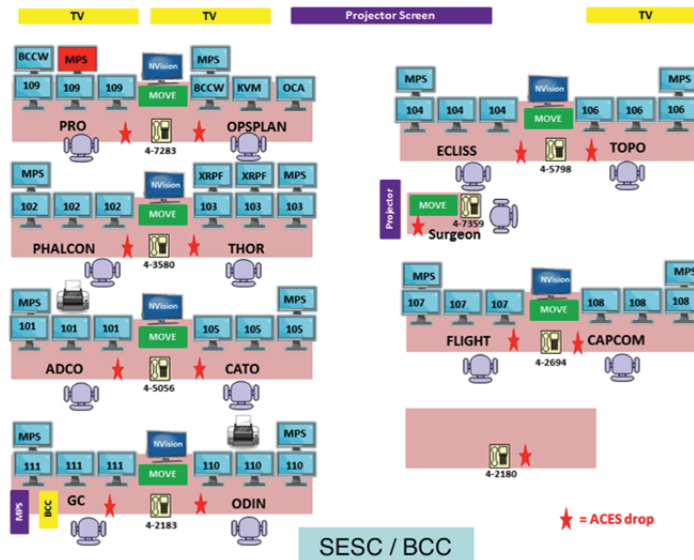 TV
TV
Projector Screen
TV
BCCW
MPS
NVision
MPS
109
109
109
MOVE
BCCW
KVM
OCA
PRO
OPSPLAN
4-7283
MPS
NVision
MPS
104
104
104
MOVE
106
106
106
ECLISS
TOPO
4-5798
MPS
NVision
XRPF
XRPF
MPS
102
102
102
MOVE
103
103
103
PHALCON
THOR
4-3580
Projector
MOVE
4-7359
Surgeon
MPS
NVision
MPS
101
101
101
MOVE
105
105
105
ADCO
CATO
4-5056
MPS
NVision
MPS
107
107
107
MOVE
108
108
108
FLIGHT
CAPCOM
4-2694
MPS
NVision
MPS
111
111
111
MOVE
110
110
110
MPS
BCC
GC
ODIN
4-2183
4-2180
= ACES drop
SESC / BCC